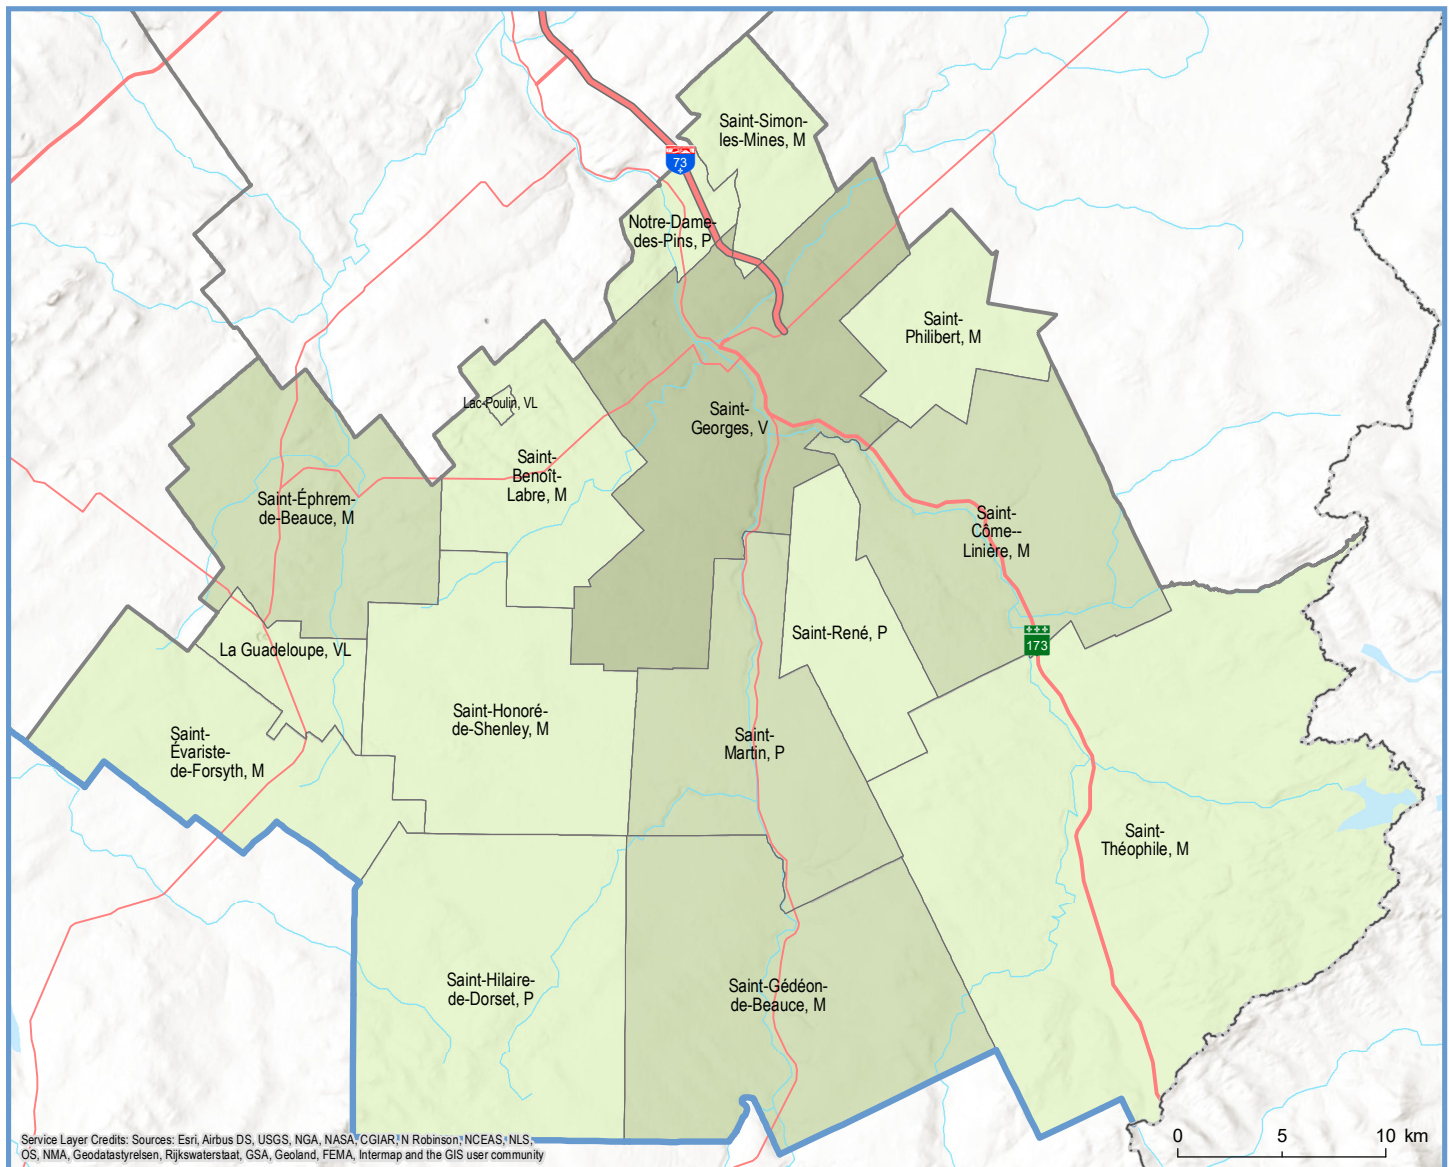 Saint-Simon-
les-Mines, M
73
Notre-Dame-
des-Pins, P
Saint-
Philibert, M
Lac-Poulin, VL
Saint-
Georges, V
Saint-
Benoît-
Labre, M
Saint-Éphrem-
de-Beauce, M
Saint-
Côme--
Linière, M
La Guadeloupe, VL
Saint-René, P
173
Saint-Honoré-
de-Shenley, M
Saint-
Évariste-
de-Forsyth, M
Saint-
Martin, P
Saint-
Théophile, M
Saint-Hilaire-
de-Dorset, P
Saint-Gédéon-
de-Beauce, M
Service Layer Credits: Sources: Esri, Airbus DS, USGS, NGA, NASA, CGIAR, N Robinson, NCEAS, NLS,
OS, NMA, Geodatastyrelsen, Rijkswaterstaat, GSA, Geoland, FEMA, Intermap and the GIS user community
0 5 10 km